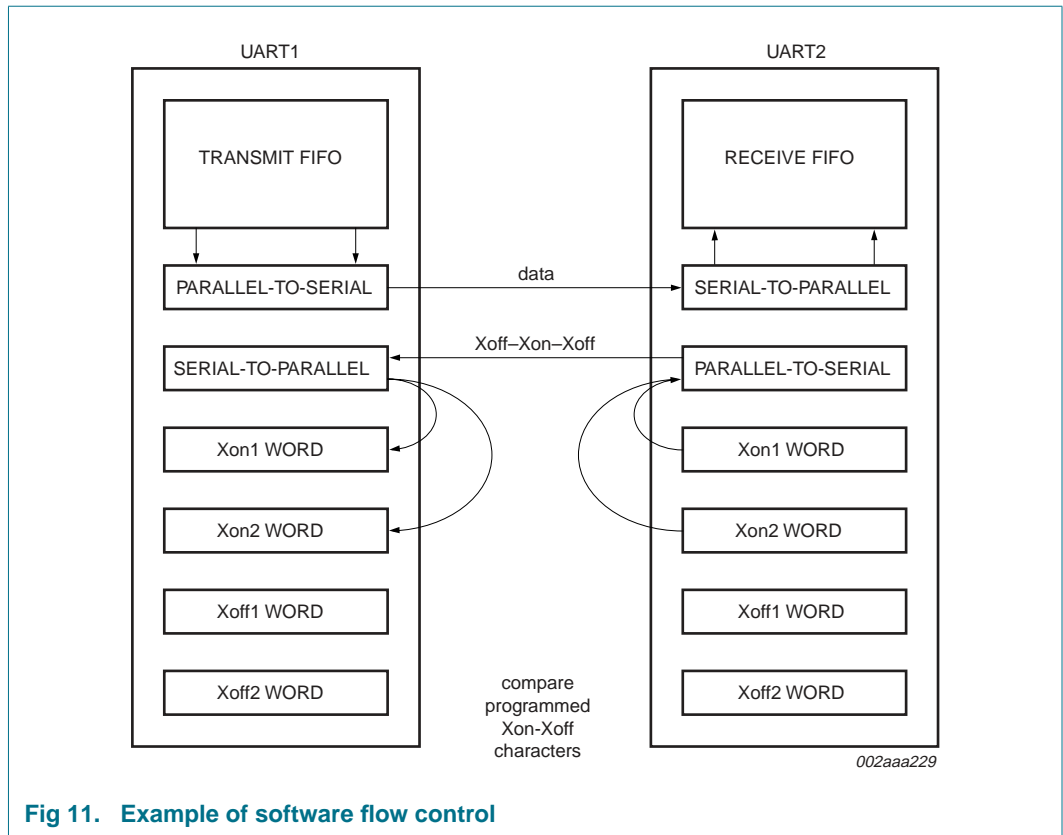 UART1
UART2
TRANSMIT FIFO
RECEIVE FIFO
PARALLEL-TO-SERIAL
data
SERIAL-TO-PARALLEL
SERIAL-TO-PARALLEL
Xoff–Xon–Xoff
PARALLEL-TO-SERIAL
Xon1 WORD
Xon1 WORD
Xon2 WORD
Xon2 WORD
Xoff1 WORD
Xoff1 WORD
Xoff2 WORD
compare
programmed
Xon-Xoff
characters
Xoff2 WORD
002aaa229
Fig 11. Example of software flow control